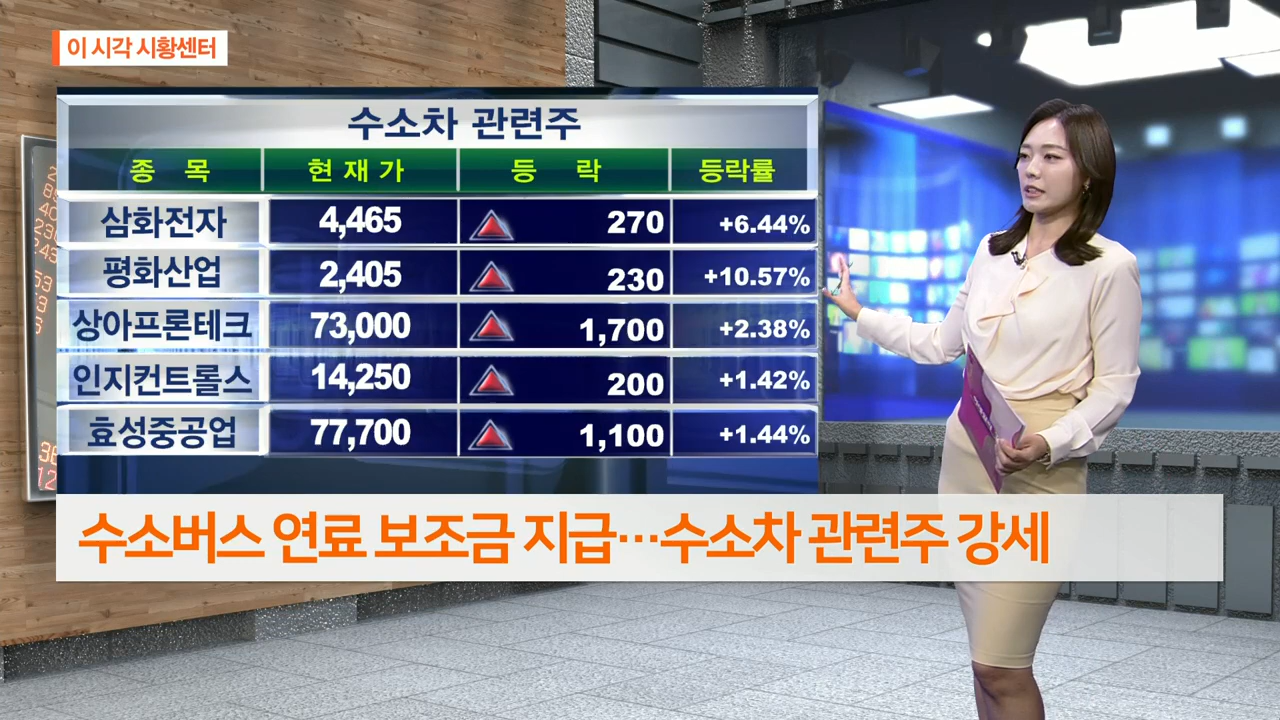 이 시각 시황센터
수소차 관련주
종 목 현 재 가 등 락 등락률
삼화전자 4,465 ▲ 270 +6.44%
평화산업 2,405 ▲ 230 +10.57%
상아프론테크 73,000 ▲ 1,700 +2.38%
인지컨트롤스 14,250 ▲ 200 +1.42%
효성중공업 77,700 ▲ 1,100 +1.44%
수소버스 연료 보조금 지급…수소차 관련주 강세